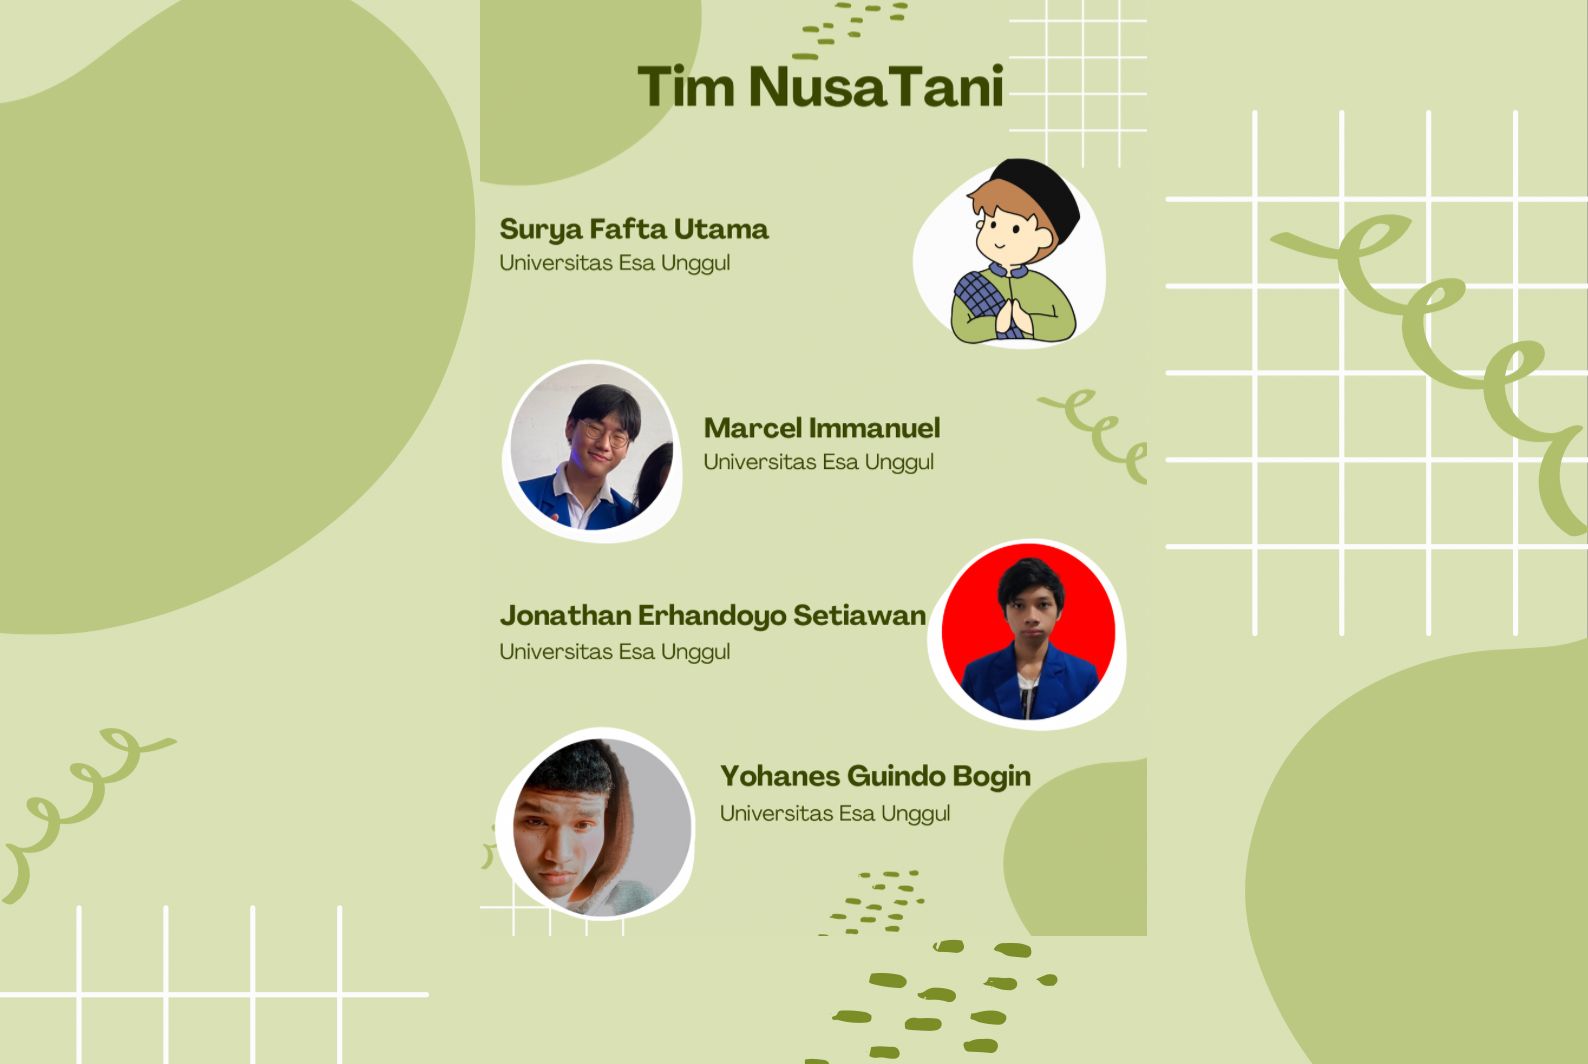 Tim NusaTani
Surya Fafta Utama
Universitas Esa Unggul
Marcel Immanuel
Universitas Esa Unggul
Jonathan Erhandoyo Setiawan
Universitas Esa Unggul
Yohanes Guindo Bogin
Universitas Esa Unggul